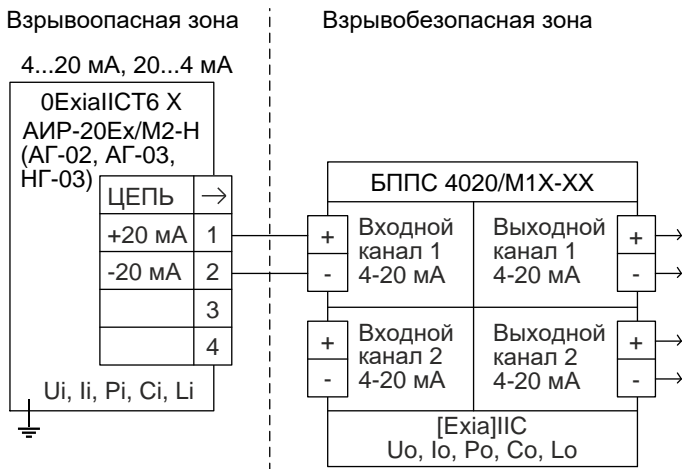 Взрывоопасная зона
Взрывобезопасная зона
4...20 мА, 20...4 мА
0ExiaIICT6 X
АИР-20Ex/М2-Н
(АГ-02, АГ-03,
НГ-03)
ЦЕПЬ →
+20 мА 1
-20 мА 2
3
4
Ui, Ii, Pi, Ci, Li
БППС 4020/М1Х-ХХ
+ Входной
канал 1
- 4-20 мА
Выходной +
канал 1
4-20 мА -
+ Входной
канал 2
- 4-20 мА
Выходной +
канал 2
4-20 мА -
[Exia]IIC
Uo, Io, Po, Co, Lo